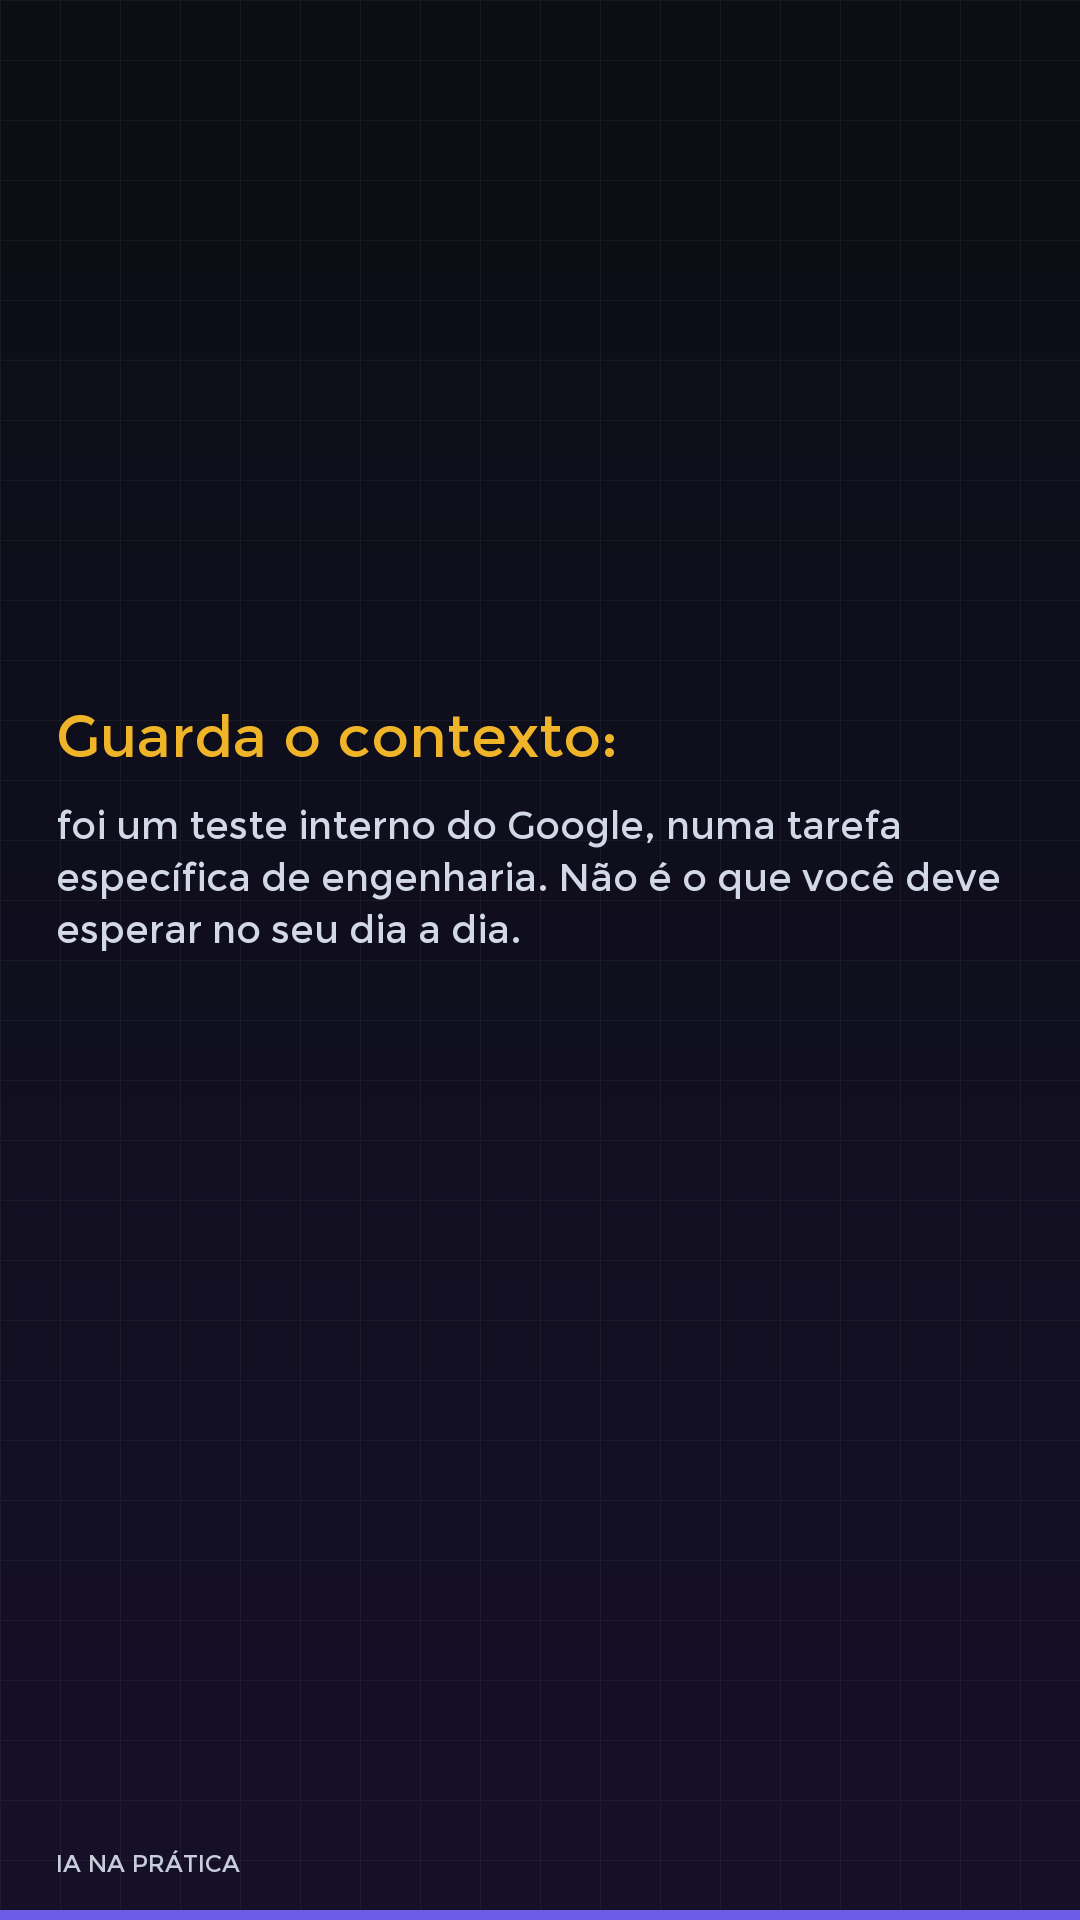 Guarda o contexto:
foi um teste interno do Google, numa tarefa
específica de engenharia. Não é o que você deve
esperar no seu dia a dia.
IA NA PRÁTICA